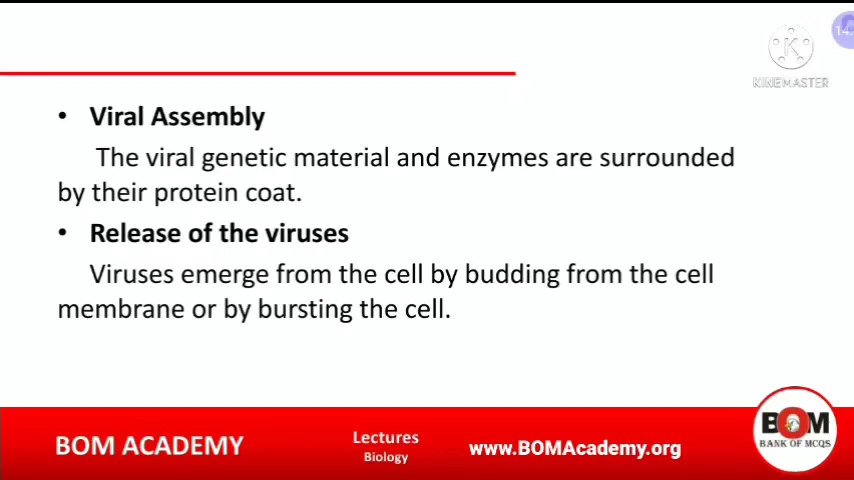 14
K
KINEMASTER
• Viral Assembly
The viral genetic material and enzymes are surrounded
by their protein coat.
• Release of the viruses
Viruses emerge from the cell by budding from the cell
membrane or by bursting the cell.
BOM ACADEMY
Lectures
Biology
www.BOMAcademy.org
BOM
BANK OF MCQS